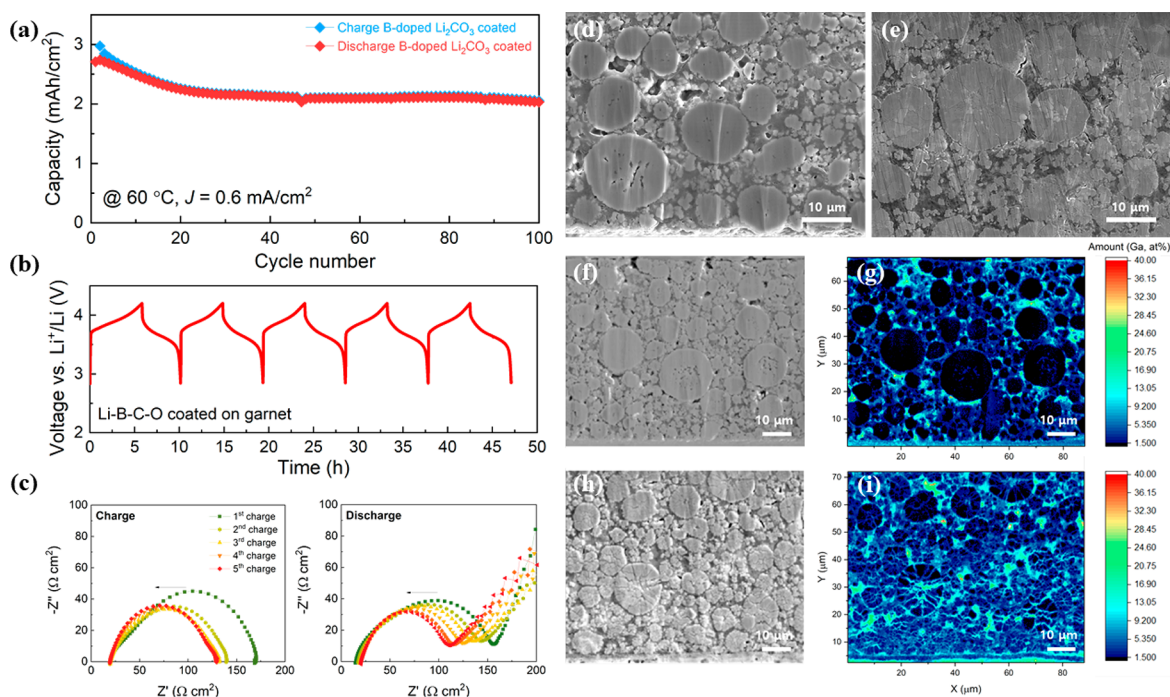 (a)
Charge B-doped Li₂CO₃ coated
Discharge B-doped Li₂CO₃ coated
Capacity (mAh/cm²)
3
2
1
0
@ 60 °C, J = 0.6 mA/cm²
0 20 40 60 80 100
Cycle number
(b)
Voltage vs. Li⁺/Li (V)
4
3
2
Li-B-C-O coated on garnet
0 5 10 15 20 25 30 35 40 45 50
Time (h)
(c)
-Z'' (Ω cm²)
100
80
60
40
20
0
Charge
1st charge
2nd charge
3rd charge
4th charge
5th charge
0 50 100 150 200
Z' (Ω cm²)
-Z'' (Ω cm²)
100
80
60
40
20
0
Discharge
0 50 100 150 200
Z' (Ω cm²)
(d)
10 μm
(e)
10 μm
(f)
10 μm
(g)
Y (μm)
60
50
40
30
20
10
0
20 40 60 80
10 μm
Amount (Ga, at%)
40.00
36.15
32.30
28.45
24.60
20.75
16.90
13.05
9.200
5.350
1.500
(h)
10 μm
(i)
Y (μm)
70
60
50
40
30
20
10
20 40 60 80
X (μm)
10 μm
40.00
36.15
32.30
28.45
24.60
20.75
16.90
13.05
9.200
5.350
1.500